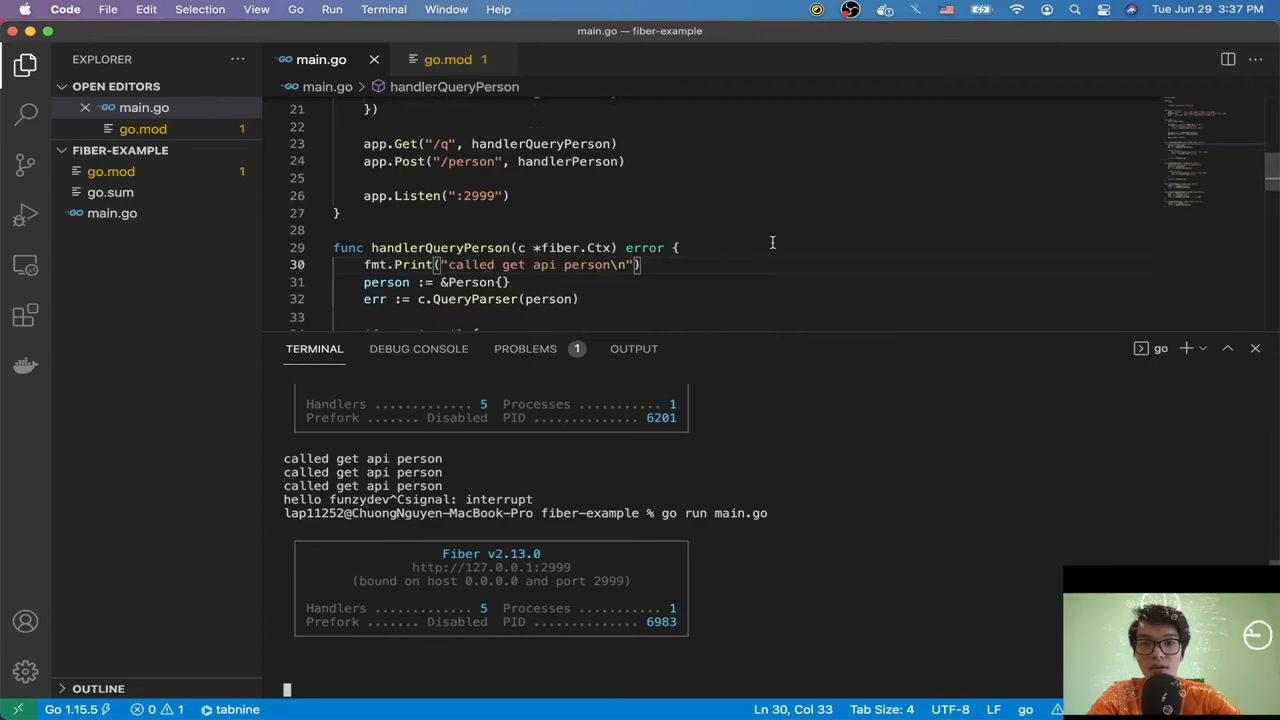 Code File Edit Selection View Go Run Terminal Window Help Tue Jun 29 3:37 PM
main.go — fiber-example
EXPLORER
main.go
go.mod 1
OPEN EDITORS
main.go > handlerQueryPerson
main.go
go.mod 1
FIBER-EXAMPLE
go.mod 1
go.sum
main.go
21 })
22
23 app.Get("/q", handlerQueryPerson)
24 app.Post("/person", handlerPerson)
25
26 app.Listen(":2999")
27 }
28
29 func handlerQueryPerson(c *fiber.Ctx) error {
30 fmt.Print("called get api person\n")
31 person := &Person{}
32 err := c.QueryParser(person)
33
TERMINAL DEBUG CONSOLE PROBLEMS 1 OUTPUT go
Handlers ............. 5 Processes ........... 1
Prefork ....... Disabled PID .............. 6201
called get api person
called get api person
called get api person
hello funzydev^Csignal: interrupt
lap11252@ChuongNguyen-MacBook-Pro fiber-example % go run main.go
Fiber v2.13.0
http://127.0.0.1:2999
(bound on host 0.0.0.0 and port 2999)
Handlers ............. 5 Processes ........... 1
Prefork ....... Disabled PID .............. 6983
OUTLINE
Go 1.15.5 0 1 tabnine Ln 30, Col 33 Tab Size: 4 UTF-8 LF go